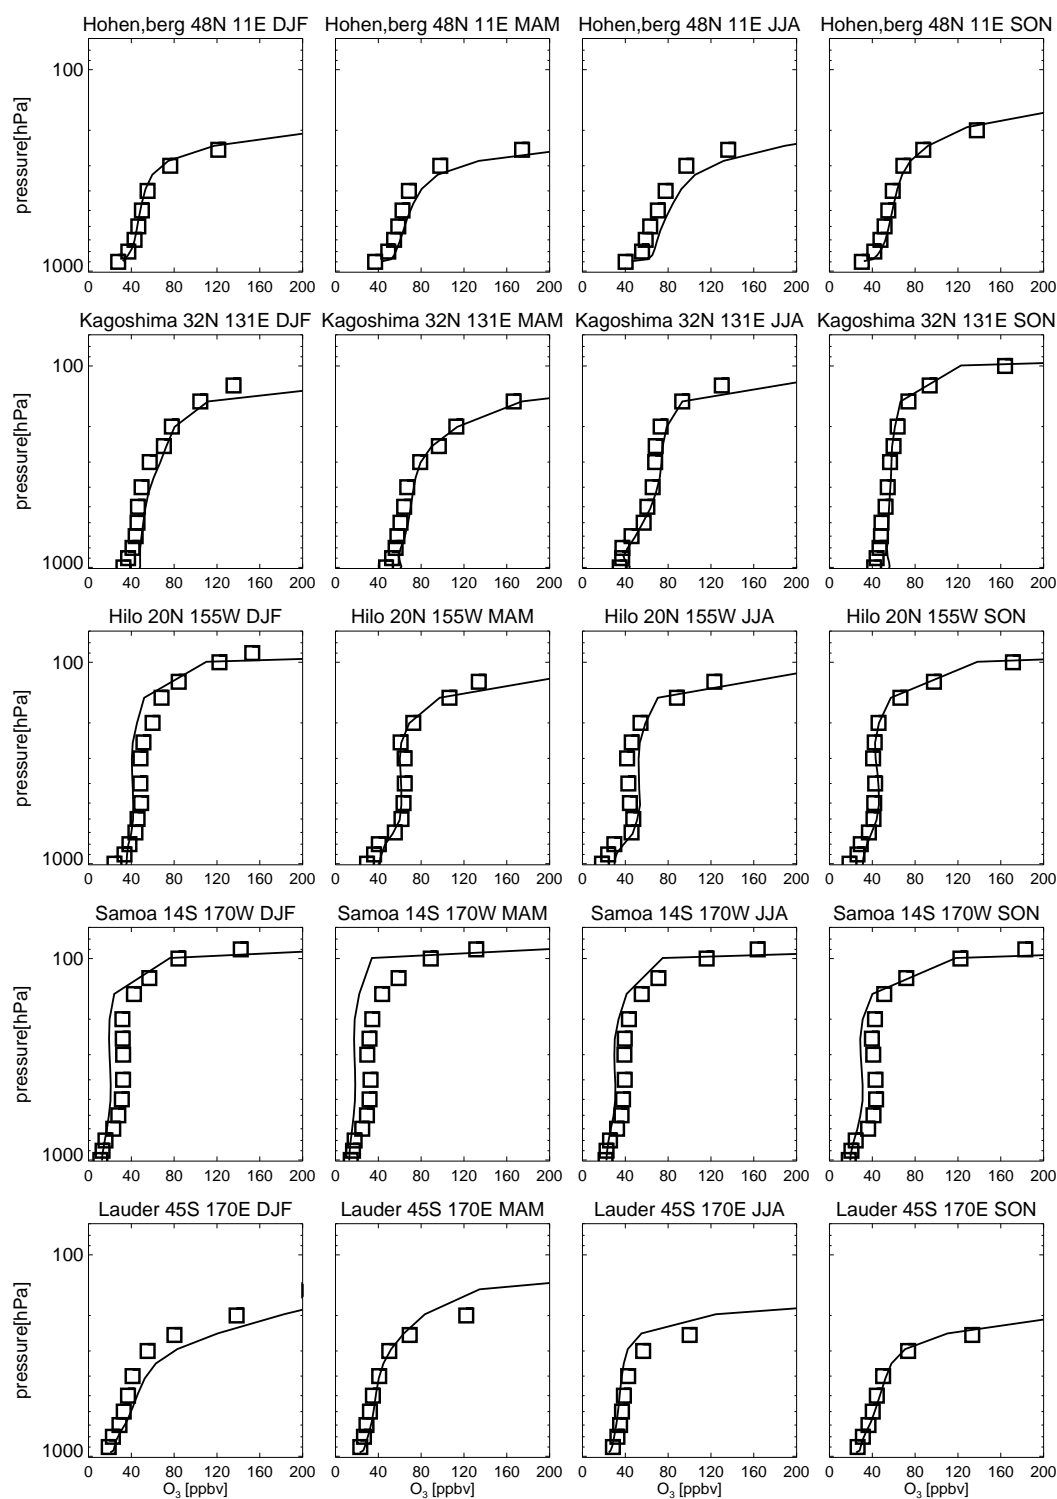 Hohen,berg 48N 11E DJF Hohen,berg 48N 11E MAM Hohen,berg 48N 11E JJA Hohen,berg 48N 11E SON
100
pressure[hPa]
1000
0 40 80 120 160 200 0 40 80 120 160 200 0 40 80 120 160 200 0 40 80 120 160 200
Kagoshima 32N 131E DJF Kagoshima 32N 131E MAM Kagoshima 32N 131E JJA Kagoshima 32N 131E SON
100
pressure[hPa]
1000
0 40 80 120 160 200 0 40 80 120 160 200 0 40 80 120 160 200 0 40 80 120 160 200
Hilo 20N 155W DJF Hilo 20N 155W MAM Hilo 20N 155W JJA Hilo 20N 155W SON
100
pressure[hPa]
1000
0 40 80 120 160 200 0 40 80 120 160 200 0 40 80 120 160 200 0 40 80 120 160 200
Samoa 14S 170W DJF Samoa 14S 170W MAM Samoa 14S 170W JJA Samoa 14S 170W SON
100
pressure[hPa]
1000
0 40 80 120 160 200 0 40 80 120 160 200 0 40 80 120 160 200 0 40 80 120 160 200
Lauder 45S 170E DJF Lauder 45S 170E MAM Lauder 45S 170E JJA Lauder 45S 170E SON
100
pressure[hPa]
1000
0 40 80 120 160 200 0 40 80 120 160 200 0 40 80 120 160 200 0 40 80 120 160 200
O₃ [ppbv] O₃ [ppbv] O₃ [ppbv] O₃ [ppbv]